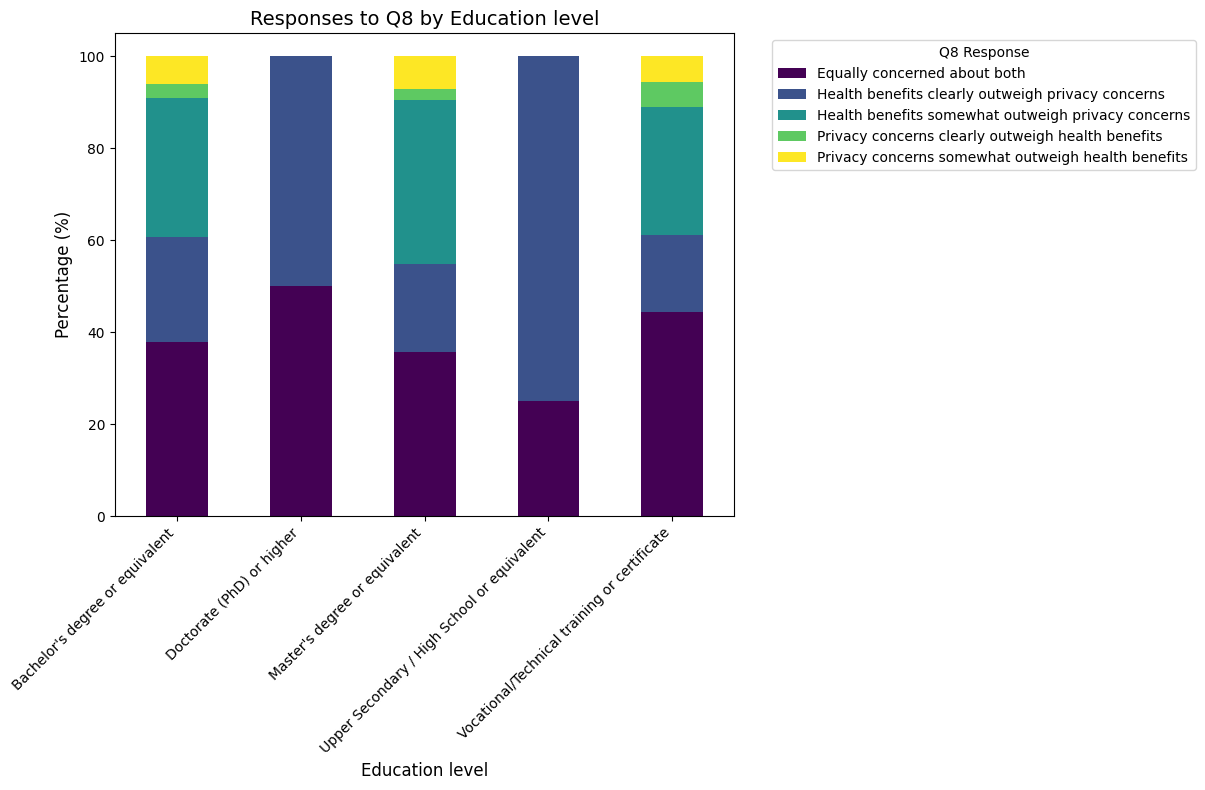 Responses to Q8 by Education level
Percentage (%)
100
80
60
40
20
0
Bachelor's degree or equivalent
Doctorate (PhD) or higher
Master's degree or equivalent
Upper Secondary / High School or equivalent
Vocational/Technical training or certificate
Education level
Q8 Response
Equally concerned about both
Health benefits clearly outweigh privacy concerns
Health benefits somewhat outweigh privacy concerns
Privacy concerns clearly outweigh health benefits
Privacy concerns somewhat outweigh health benefits